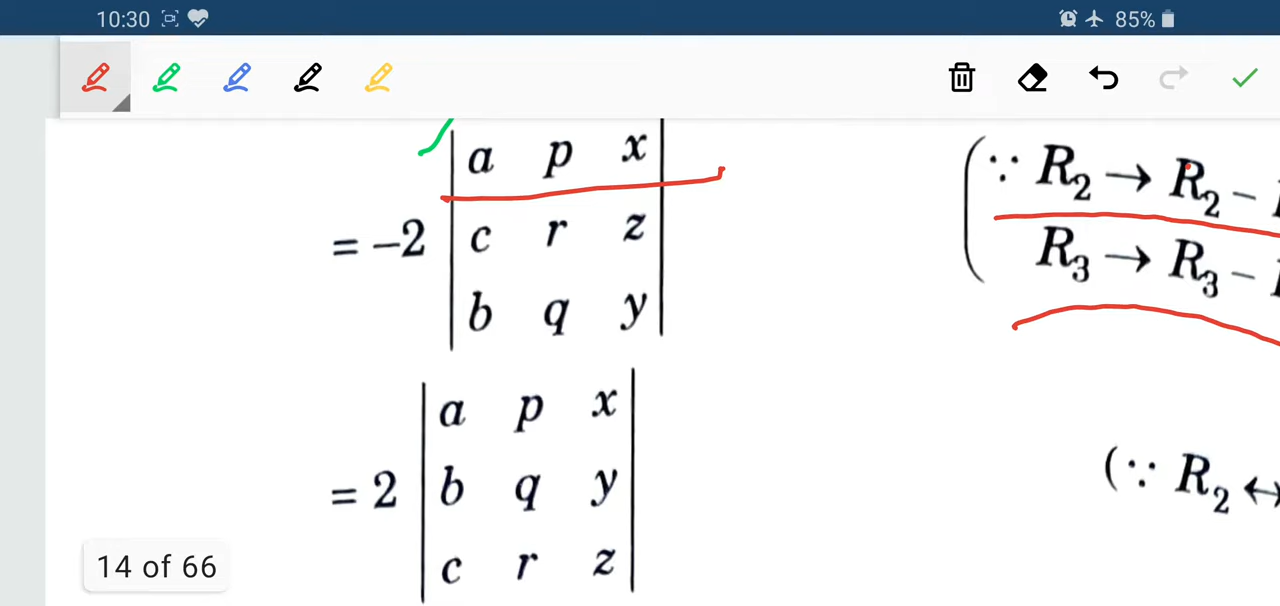 10:30 85%
a p x
= -2 c r z
b q y
(∵ R₂ → R₂ -
R₃ → R₃ -
a p x
= 2 b q y
c r z
(∵ R₂ ↔
14 of 66